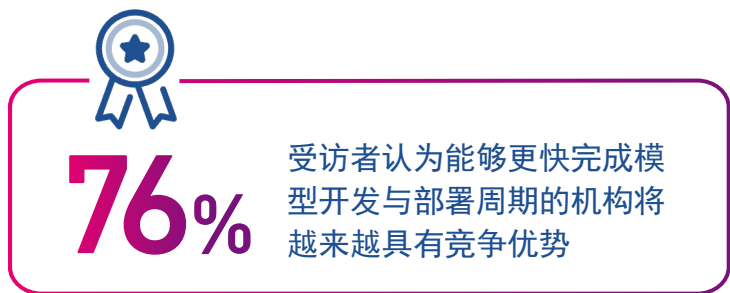 76%
受访者认为能够更快完成模
型开发与部署周期的机构将
越来越具有竞争优势